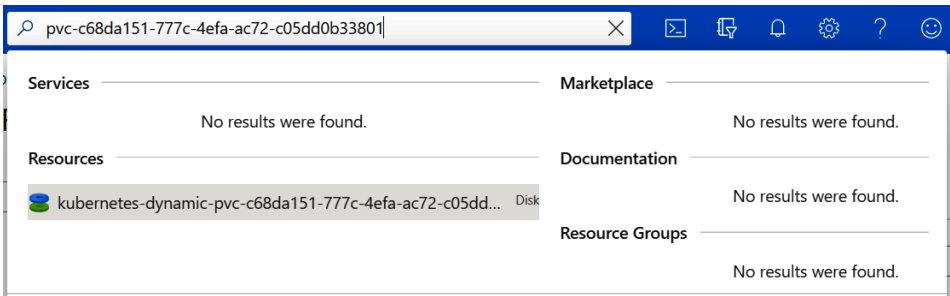 pvc-c68da151-777c-4efa-ac72-c05dd0b33801
Services
No results were found.
Resources
kubernetes-dynamic-pvc-c68da151-777c-4efa-ac72-c05dd... Disk
Marketplace
No results were found.
Documentation
No results were found.
Resource Groups
No results were found.